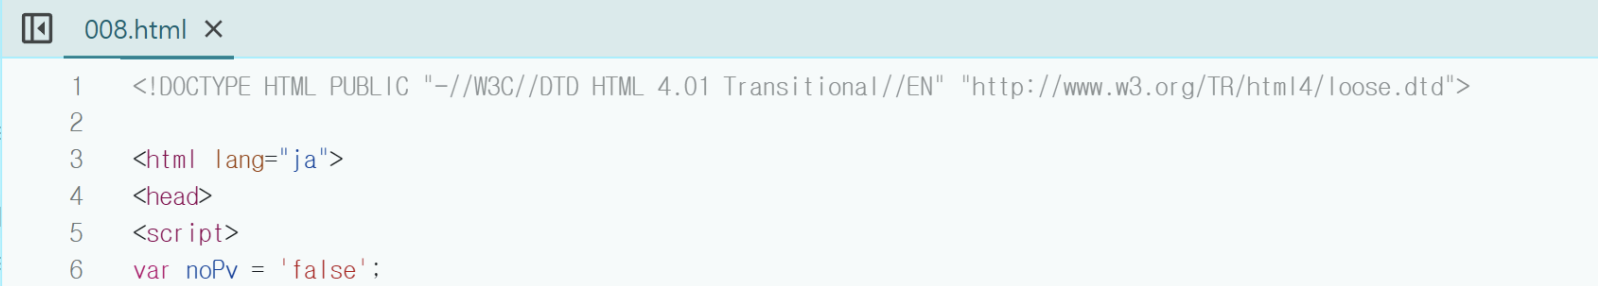 008.html ×
1 <!DOCTYPE HTML PUBLIC "-//W3C//DTD HTML 4.01 Transitional//EN" "http://www.w3.org/TR/html4/loose.dtd">
2
3 <html lang="ja">
4 <head>
5 <script>
6 var noPv = 'false';